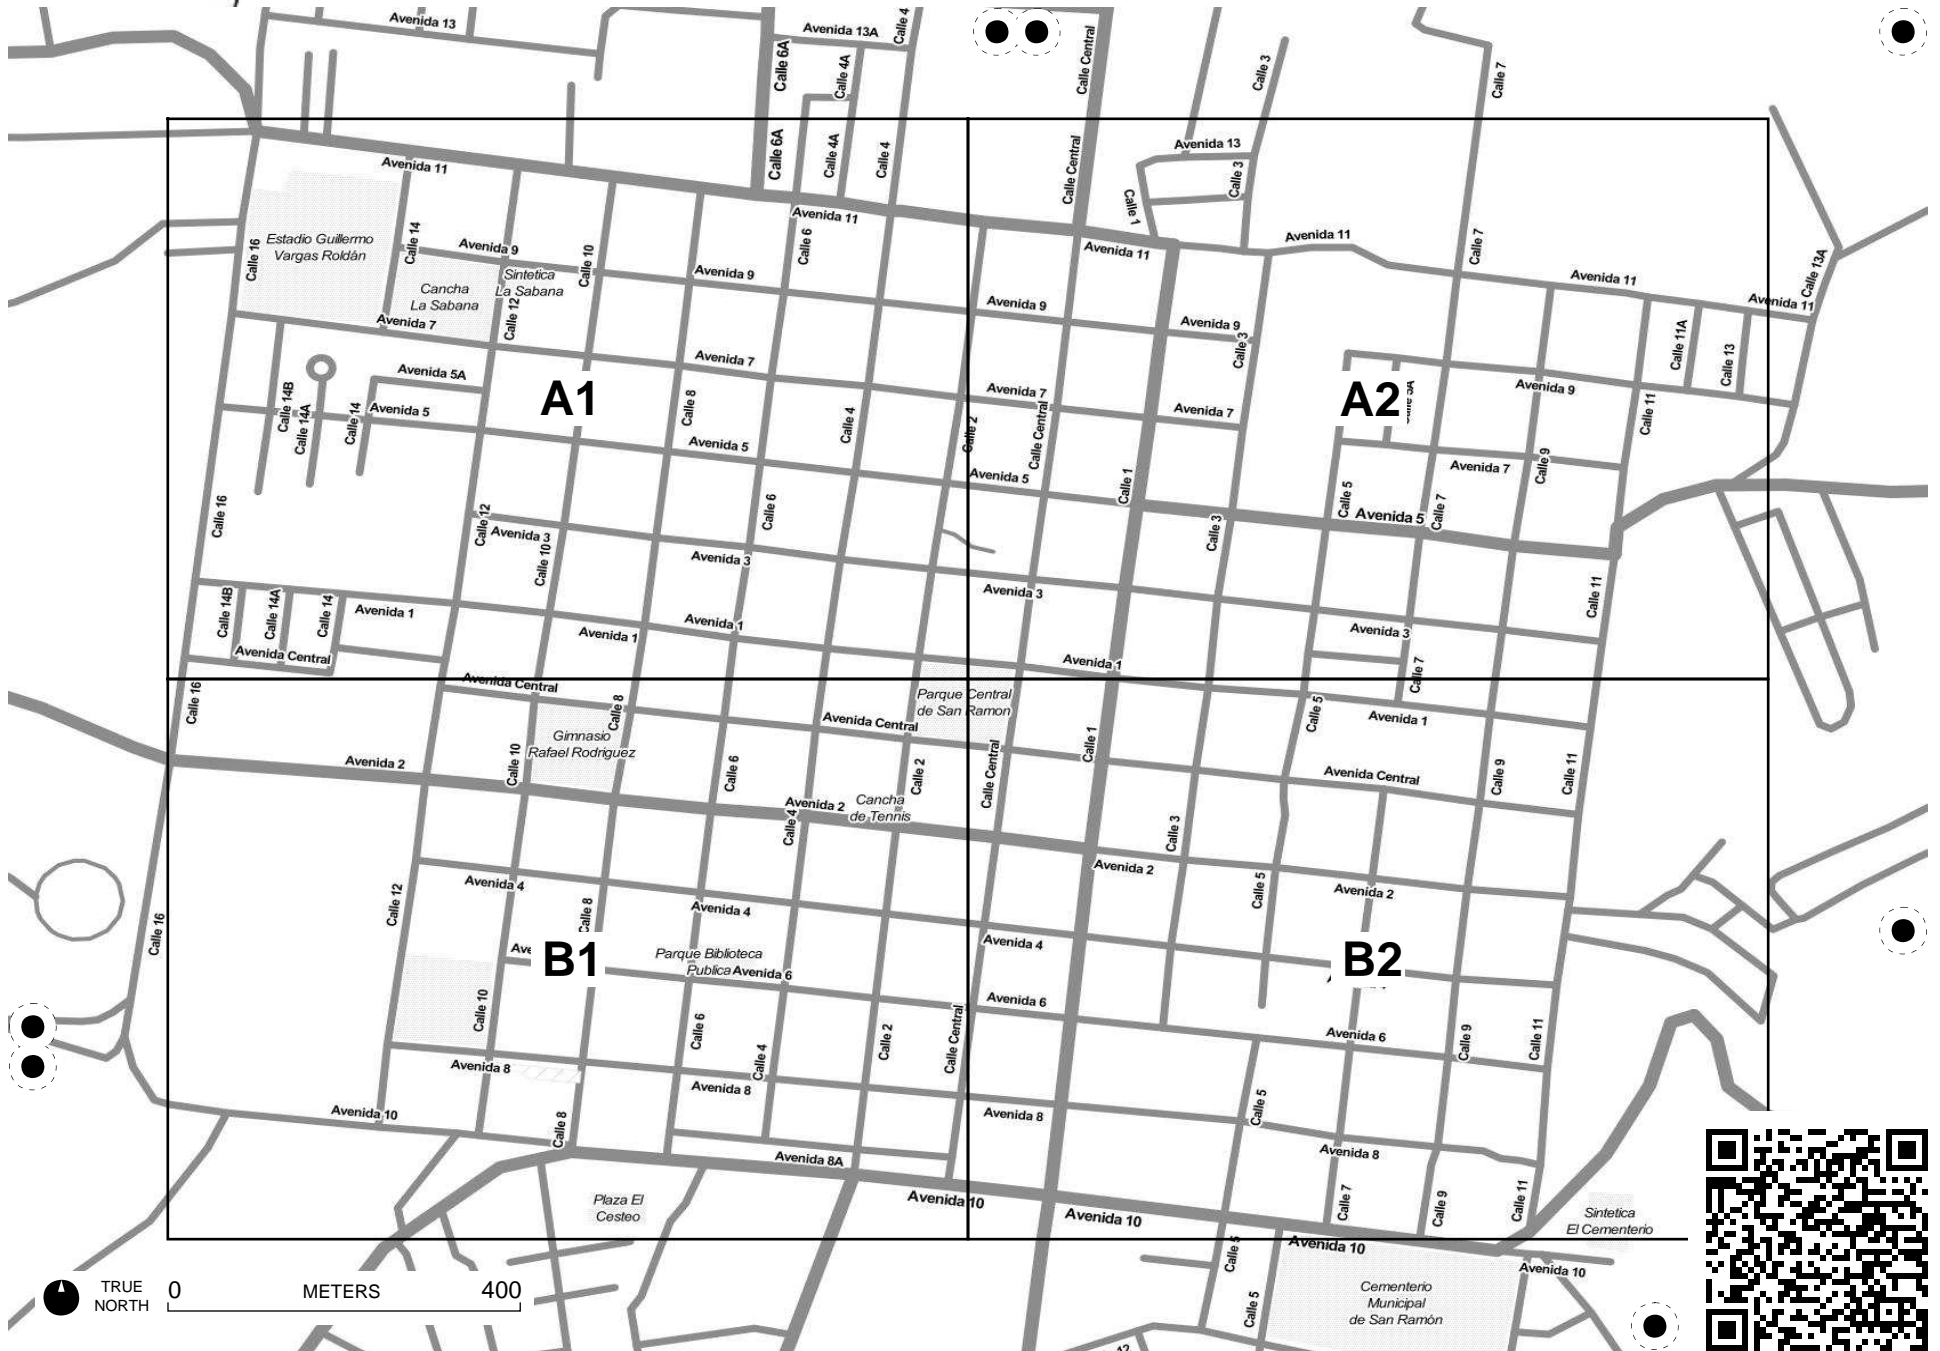 Avenida 13
Calle 6A
Avenida 13A
Calle 4
Calle 4A
Calle Central
Calle 3
Calle 7
Avenida 11
Calle 6A
Calle 4A
Calle 4
Calle Central
Avenida 13
Calle 3
Calle 1
Avenida 11
Avenida 11
Avenida 11
Calle 7
Avenida 11
Avenida 11
Calle 13A
Estadio Guillermo
Vargas Roldán
Calle 16
Calle 14
Avenida 9
Calle 10
Calle 6
Avenida 9
Sintetica
La Sabana
Cancha
La Sabana
Calle 12
Avenida 7
Avenida 9
Avenida 9
Calle 3
Calle 11A
Calle 13
Avenida 5A
Avenida 7
Avenida 7
Avenida 7
Avenida 9
Calle 11
A1
A2
Calle 14B
Calle 14A
Calle 14
Avenida 5
Calle 8
Calle 4
Calle 2
Calle Central
Avenida 5
Avenida 5
Calle 1
Avenida 7
Calle 9
Calle 5
Calle 7
Avenida 5
Calle 16
Calle 12
Avenida 3
Calle 10
Calle 6
Avenida 3
Avenida 3
Calle 3
Calle 11
Calle 14B
Calle 14A
Calle 14
Avenida 1
Avenida Central
Avenida 1
Avenida 1
Avenida 1
Avenida 3
Calle 7
Calle 16
Avenida Central
Calle 8
Parque Central
de San Ramon
Calle 5
Avenida 1
Avenida Central
Gimnasio
Rafael Rodriguez
Calle 10
Avenida 2
Calle 6
Calle 2
Calle Central
Calle 1
Avenida Central
Calle 9
Calle 11
Avenida 2
Calle 4
Cancha
de Tennis
Calle 3
Avenida 2
Calle 5
Avenida 2
Avenida 4
Calle 12
Calle 8
Avenida 4
Avenida 4
Calle 16
B1
B2
Parque Biblioteca
Publica
Avenida 6
Avenida 6
Calle 10
Calle 6
Calle 4
Calle 2
Calle Central
Avenida 6
Calle 9
Calle 11
Avenida 8
Avenida 8
Avenida 8
Calle 5
Avenida 10
Calle 8
Avenida 8A
Avenida 8
Avenida 10
Avenida 10
Calle 7
Calle 9
Calle 11
Plaza El
Cesteo
Sintetica
El Cementerio
Calle 5
Avenida 10
Avenida 10
Calle 5
Cementerio
Municipal
de San Ramón
TRUE
NORTH
0
METERS
400